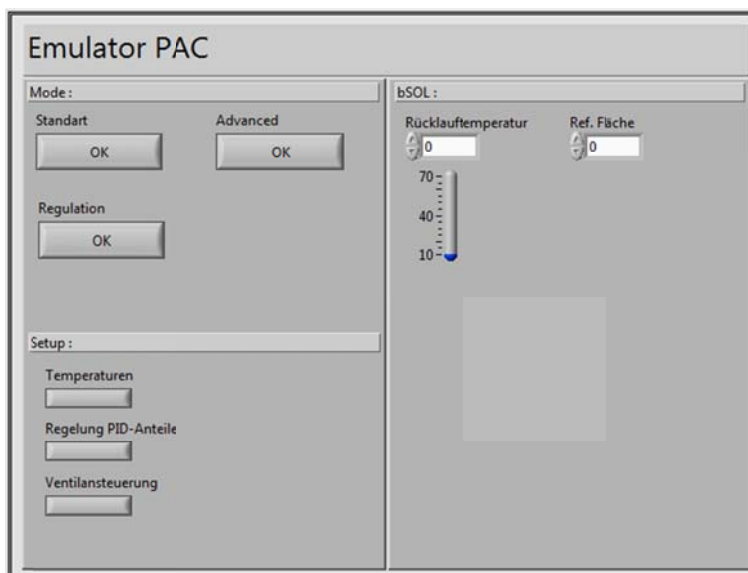 Emulator PAC
Mode :
Standart
Advanced
OK
OK
Regulation
OK
Setup :
Temperaturen
Regelung PID-Anteile
Ventilansteuerung
bSOL :
Rücklauftemperatur
Ref. Fläche
0
0
70
40
10